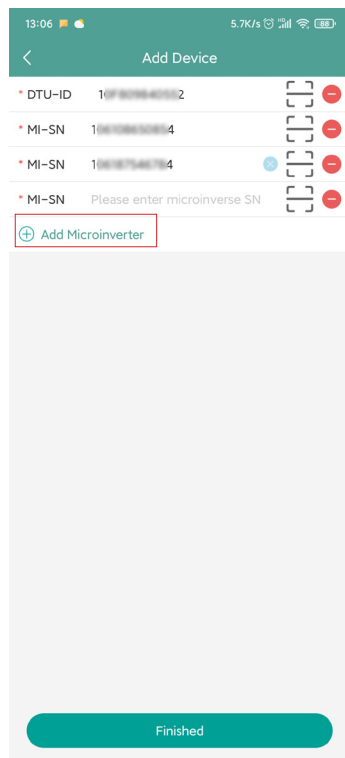 13:06 5.7K/s 88
Add Device
* DTU-ID
* MI-SN
* MI-SN
* MI-SN Please enter microinverse SN
Add Microinverter
Finished